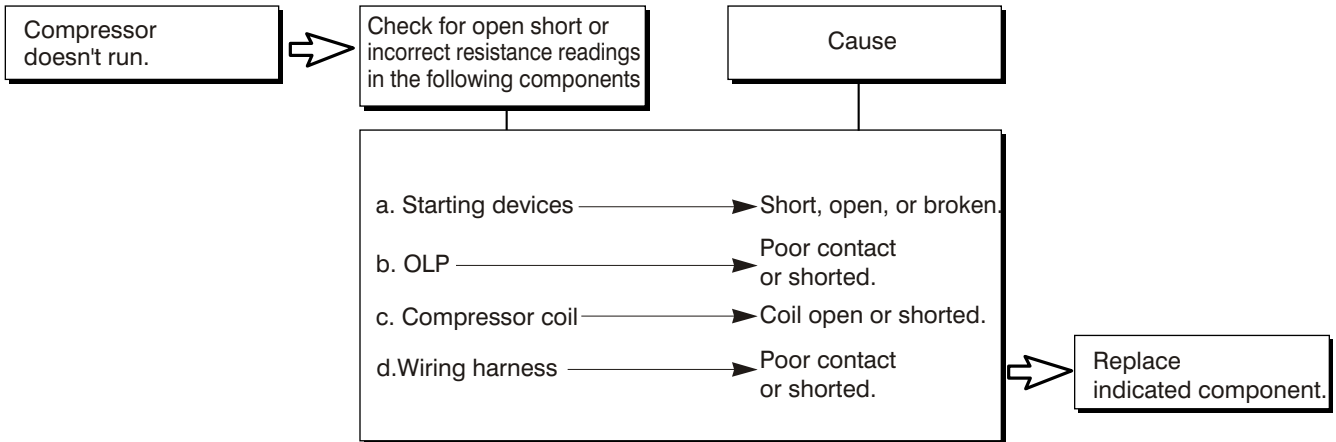 Compressor
doesn't run.
Check for open short or
incorrect resistance readings
in the following components
Cause
a. Starting devices
Short, open, or broken.
b. OLP
Poor contact
or shorted.
c. Compressor coil
Coil open or shorted.
d.Wiring harness
Poor contact
or shorted.
Replace
indicated component.